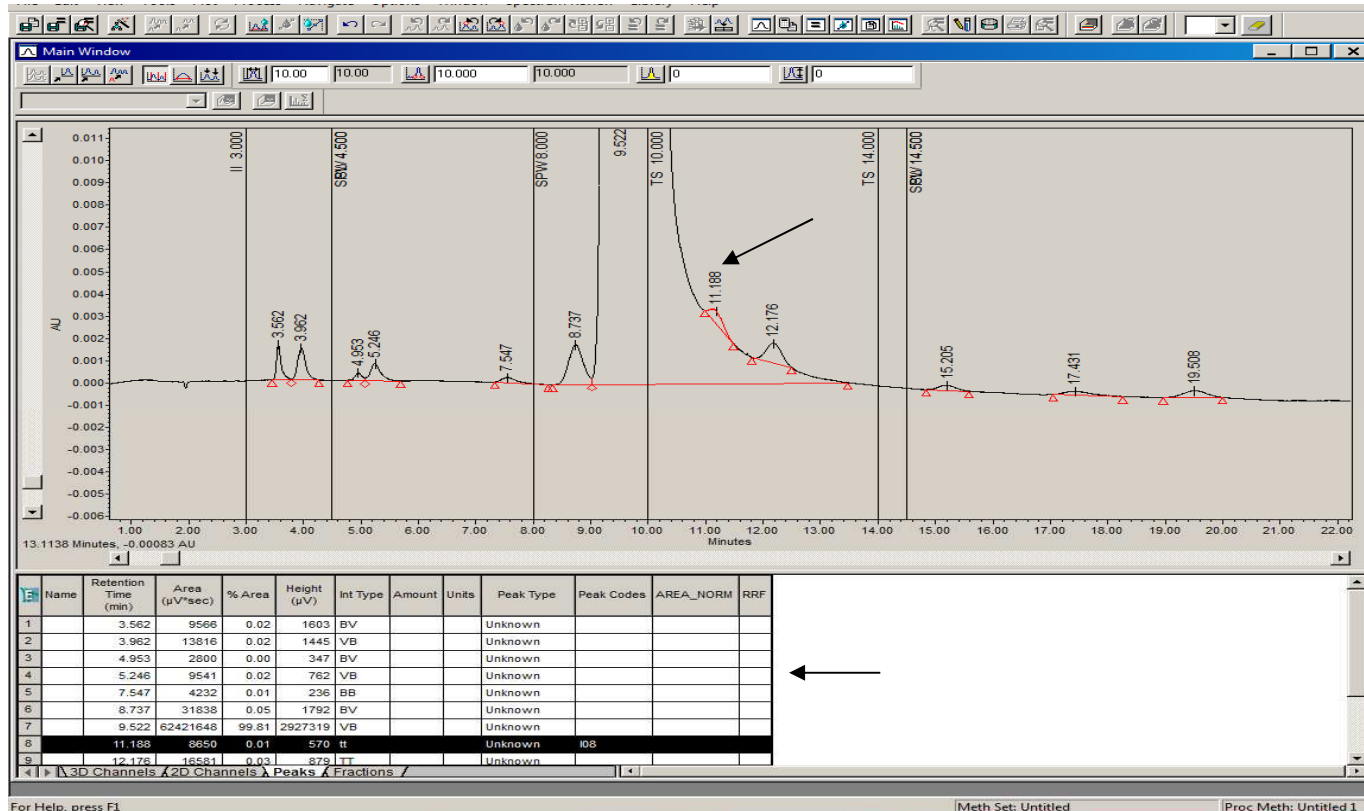 Main Window
10.00 10.00 10.000 10.000 0 0
0.011
0.010
0.009
0.008
0.007
0.006
0.005
0.004
0.003
0.002
0.001
0.000
-0.001
-0.002
-0.003
-0.004
-0.005
-0.006
AU
II 3.000
4.500
SPW 8.000
9.522
TS 10.000
TS 14.000
14.500
3.562
3.962
4.953
5.246
7.547
8.737
11.188
12.176
15.205
17.431
19.508
1.00 2.00 3.00 4.00 5.00 6.00 7.00 8.00 9.00 10.00 11.00 12.00 13.00 14.00 15.00 16.00 17.00 18.00 19.00 20.00 21.00 22.00
Minutes
13.1138 Minutes, -0.00083 AU
Name Retention Time (min) Area (µV*sec) % Area Height (µV) Int Type Amount Units Peak Type Peak Codes AREA_NORM RRF
1 3.562 9566 0.02 1603 BV Unknown
2 3.962 13816 0.02 1445 VB Unknown
3 4.953 2800 0.00 347 BV Unknown
4 5.246 9541 0.02 762 VB Unknown
5 7.547 4232 0.01 236 BB Unknown
6 8.737 31838 0.05 1792 BV Unknown
7 9.522 62421648 99.81 2927319 VB Unknown
8 11.188 8650 0.01 570 tt Unknown I08
9 12.176 16581 0.03 879 TT Unknown
3D Channels 2D Channels Peaks Fractions
For Help, press F1
Meth Set: Untitled
Proc Meth: Untitled 1